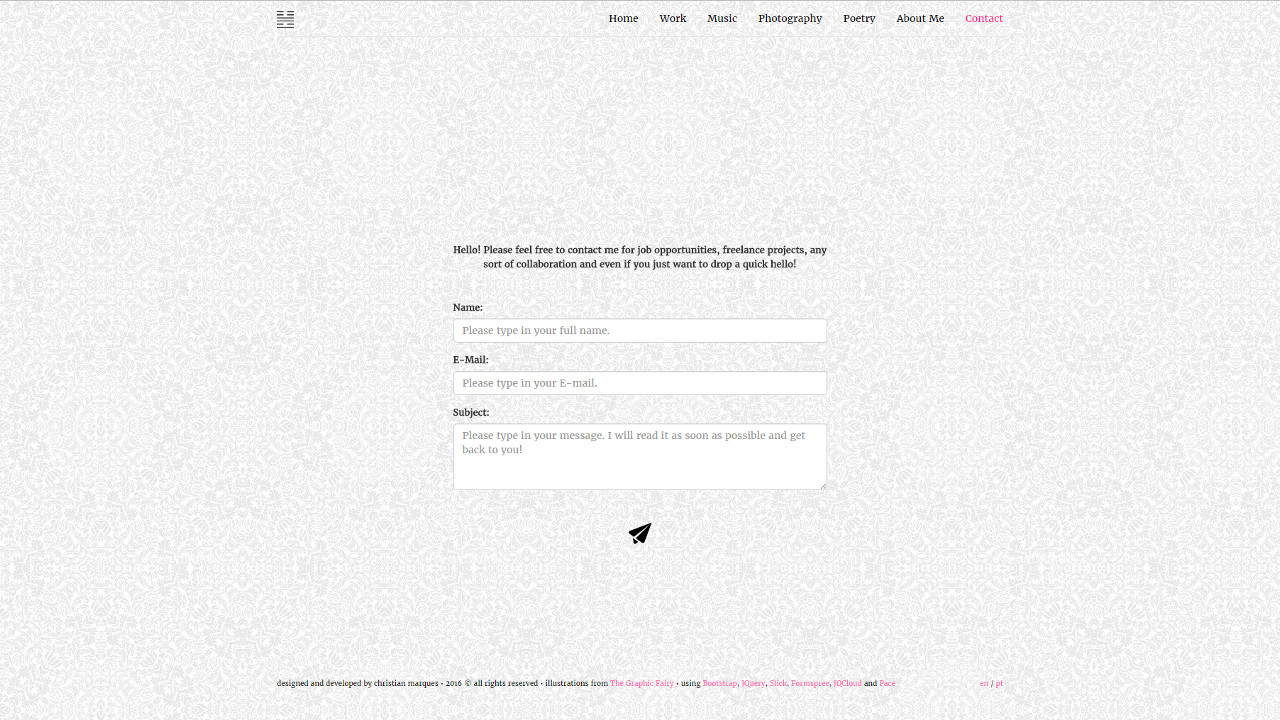 Home Work Music Photography Poetry About Me Contact
Hello! Please feel free to contact me for job opportunities, freelance projects, any
sort of collaboration and even if you just want to drop a quick hello!
Name:
Please type in your full name.
E-Mail:
Please type in your E-mail.
Subject:
Please type in your message. I will read it as soon as possible and get
back to you!
designed and developed by christian marques • 2016 © all rights reserved • illustrations from The Graphic Fairy • using Bootstrap, JQuery, Slick, Formspree, JQCloud and Pace en / pt